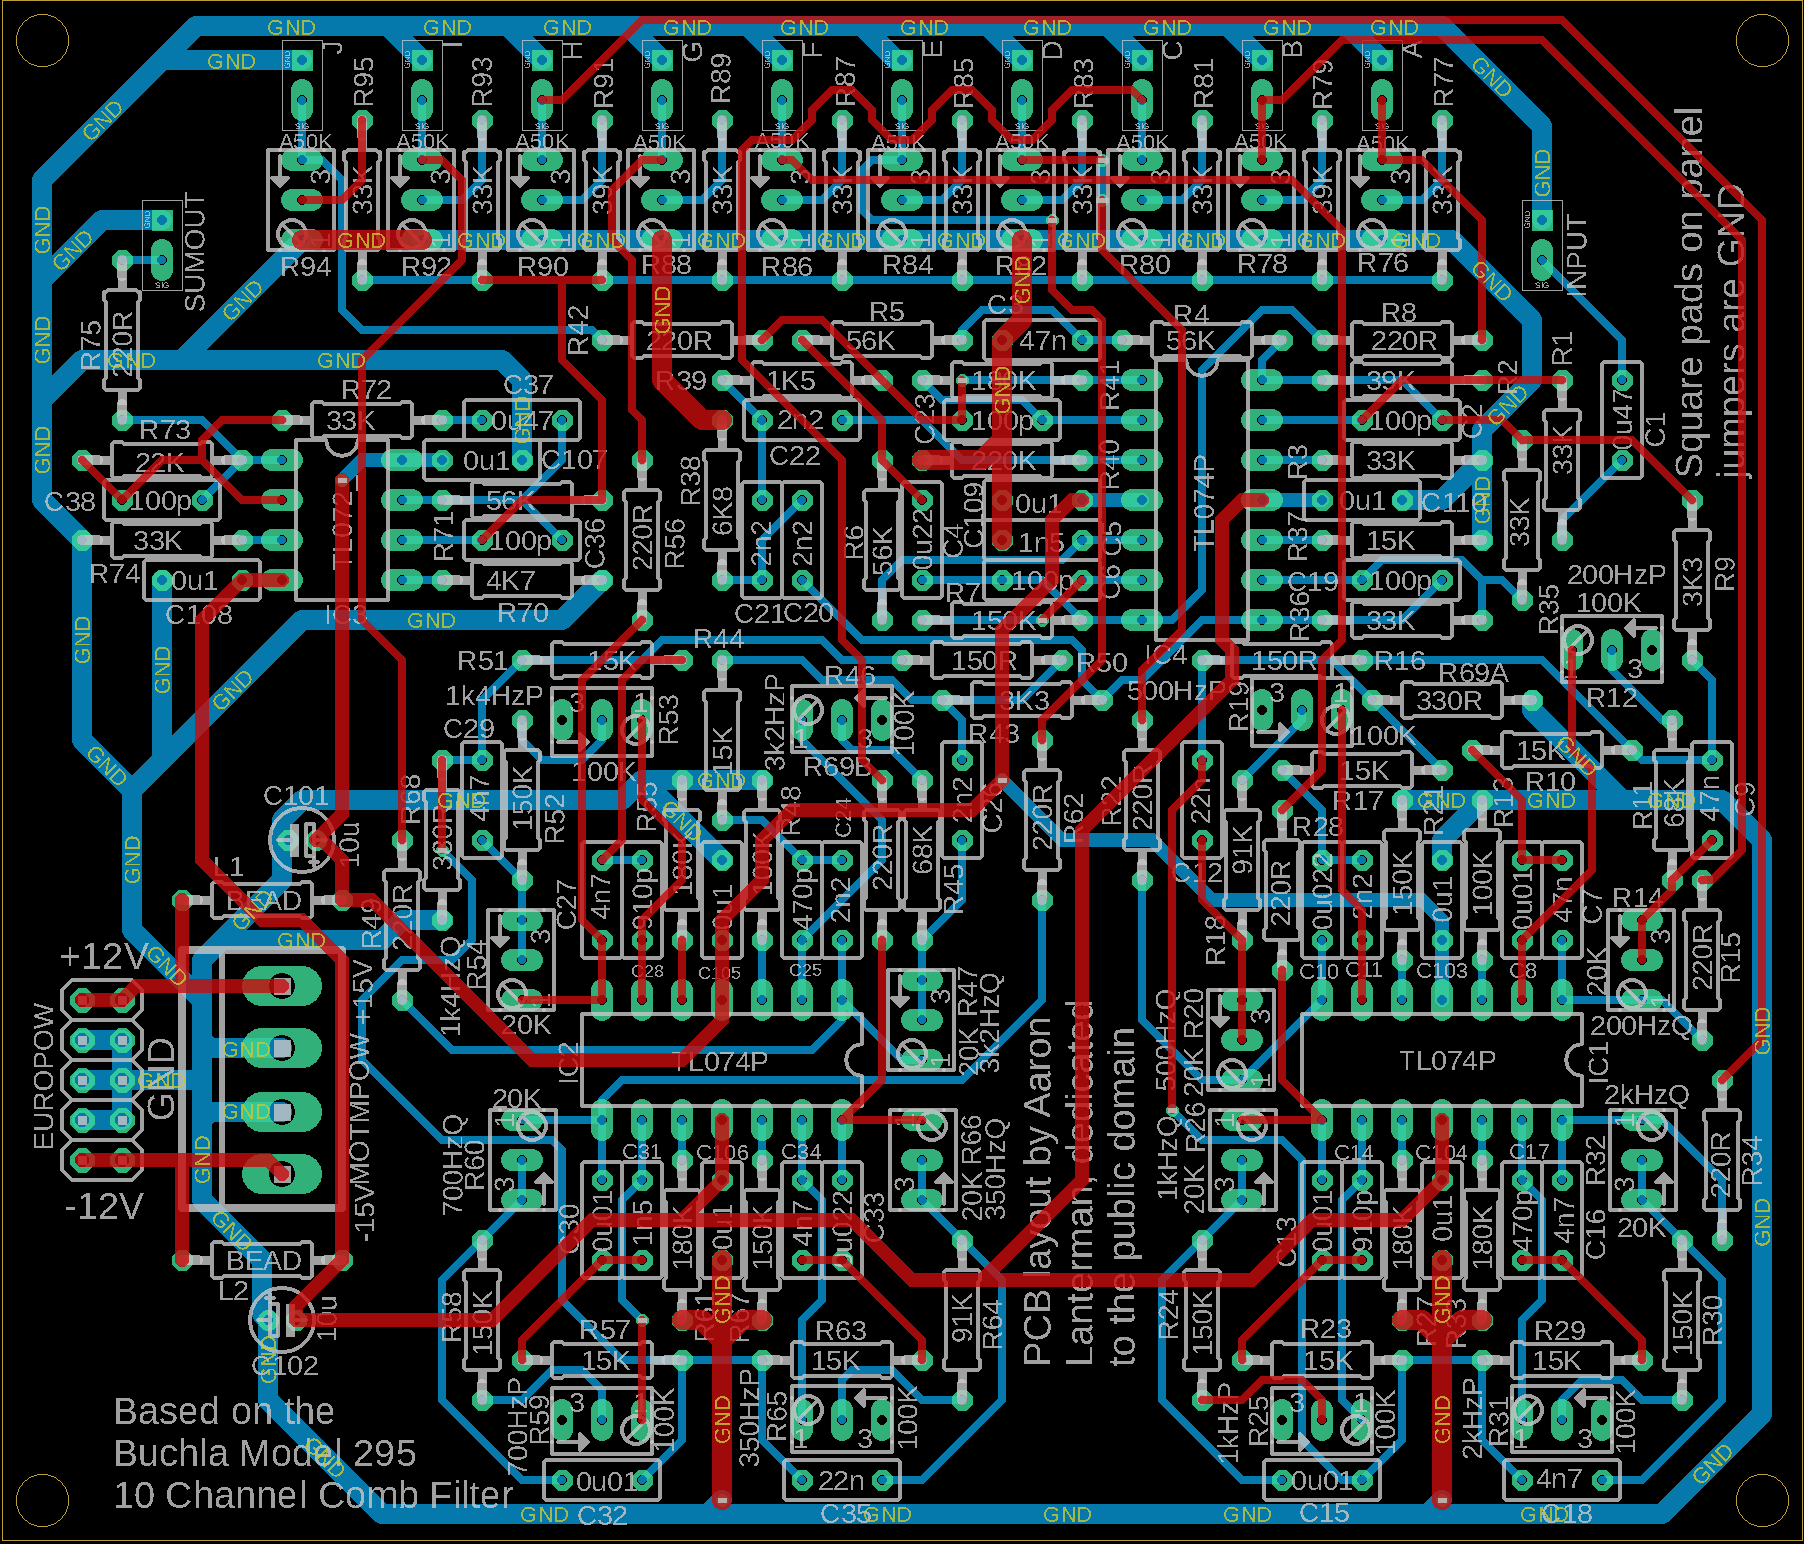 GND GND GND GND GND GND GND GND
J I H G F E D C B A
GND
R95 R93 R91 R89 R87 R85 R83 R81 R79 R77
A50K A50K A50K A50K A50K A50K A50K A50K A50K A50K
33K 33K 39K 33K 33K 33K 33K 33K 39K 33K
R94 R92 R90 R88 R86 R84 R80 R78 R76
SUMOUT
INPUT
Square pads on panel
jumpers are GND
R75 220R
R42 220R
R5 56K
47n
R4 56K
R8 220R
R39 1K5
180K R41
39K R2
R1 33K
0u47 C1
R72 33K
C37 0u47
2n2 C22
C23 100p
100p C2
R73 22K
0u1 C107
220K R40
R3 33K
C38 100p
56K
R71
R38 6K8
C109 0u1
0u1
33K
R74 33K
100p C36
220R R56
2n2 2n2
C21 C20
R6 56K
0u22 C4
1n5 C5
R37 15K
C108 0u1
TL072
IC3
4K7 R70
R7 150K
100p C6
TL074P
IC4
C19 100p
R36 33K
R35
3K3 R9
200HzP
100K
R12
R51 15K
R44 15K
150R R50
150R R16
R69A 330R
1k4HzP
R53
100K
3k2HzP
R46
100K
R69B
3K3 R43
500HzP
R19
100K
C29 47n
150K R52
15K R17
15K R10
R11
47n C9
C101 10u
L1 BEAD
R68
R49 220R
R55 180K
R48 100K
C24
220R
68K R45
2n2 C26
220R R62
R22 220R
22n C12
91K R18
R28 220R
150K R21
R13 100K
C27 4n7
910p C28
0u1 C105
470p C25
2n2
0u022 C10
2n2 C11
0u1 C103
0u01 C8
4n7 C7
R14
20K
200HzQ
220R R15
1k4HzQ
R54
20K
R47
20K
3k2HzQ
500HzQ
R20
20K
+12V
EUROPOW
GND
-12V
+15V
MOTMPOW
-15V
IC2 TL074P
TL074P IC1
20K
700HzQ
R60
R66
20K
350HzQ
1kHzQ
R26
20K
2kHzQ
R32
20K
220R R34
C30 0u01
C31 1n5
180K R61
C106 0u1
150K R67
C34 4n7
0u022 C33
C13 0u01
C14 910p
180K R27
C104 0u1
180K R33
C17 470p
4n7 C16
BEAD
L2
C102 10u
R58 150K
R57 15K
R63 15K
91K R64
R24 150K
R23 15K
R29 15K
150K R30
700HzP
R59
100K
350HzP
R65
100K
1kHzP
R25
100K
2kHzP
R31
100K
0u01 C32
22n C35
0u01 C15
4n7 C18
PCB layout by Aaron
Lanterman, dedicated
to the public domain
Based on the
Buchla Model 295
10 Channel Comb Filter